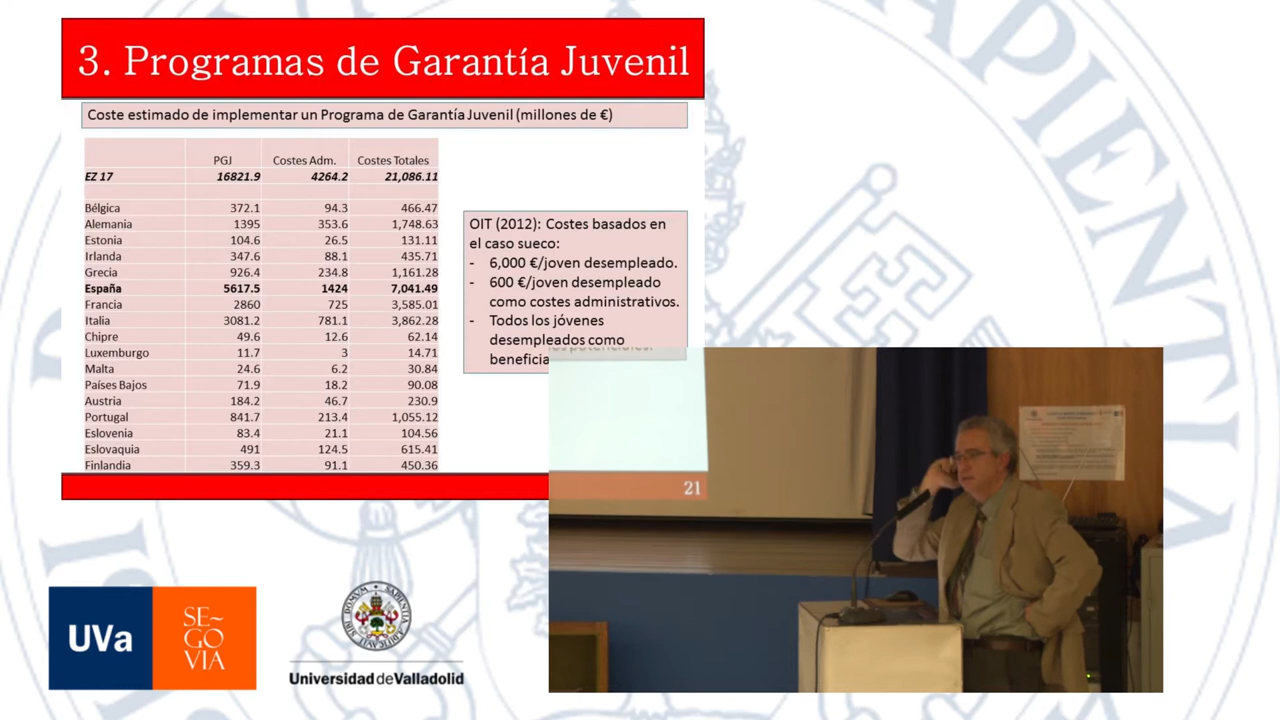 3. Programas de Garantía Juvenil
Coste estimado de implementar un Programa de Garantía Juvenil (millones de €)
PGJ Costes Adm. Costes Totales
EZ 17 16821.9 4264.2 21,086.11
Bélgica 372.1 94.3 466.47
Alemania 1395 353.6 1,748.63
Estonia 104.6 26.5 131.11
Irlanda 347.6 88.1 435.71
Grecia 926.4 234.8 1,161.28
España 5617.5 1424 7,041.49
Francia 2860 725 3,585.01
Italia 3081.2 781.1 3,862.28
Chipre 49.6 12.6 62.14
Luxemburgo 11.7 3 14.71
Malta 24.6 6.2 30.84
Países Bajos 71.9 18.2 90.08
Austria 184.2 46.7 230.9
Portugal 841.7 213.4 1,055.12
Eslovenia 83.4 21.1 104.56
Eslovaquia 491 124.5 615.41
Finlandia 359.3 91.1 450.36
OIT (2012): Costes basados en
el caso sueco:
- 6,000 €/joven desempleado.
- 600 €/joven desempleado
como costes administrativos.
- Todos los jóvenes
desempleados como
21
UVa
SE~
GO
VIA
Universidad de Valladolid